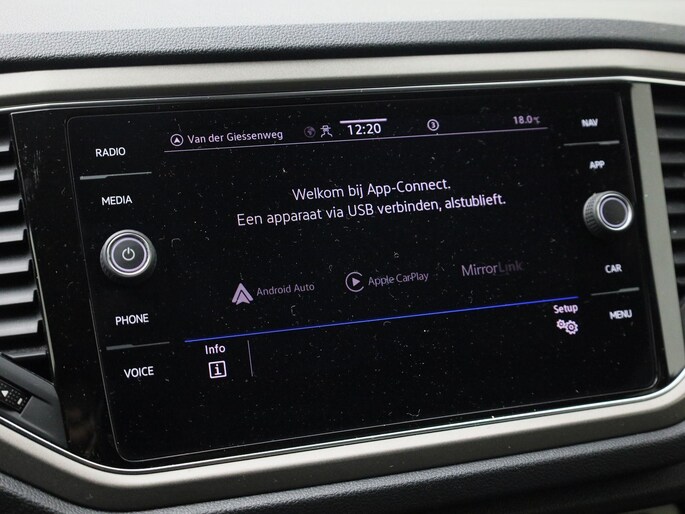 RADIO
MEDIA
PHONE
VOICE
Van der Giessenweg
12:20
3
18.0℃
Welkom bij App-Connect.
Een apparaat via USB verbinden, alstublieft.
Android Auto
Apple CarPlay
MirrorLink
Info
i
Setup
NAV
APP
CAR
MENU